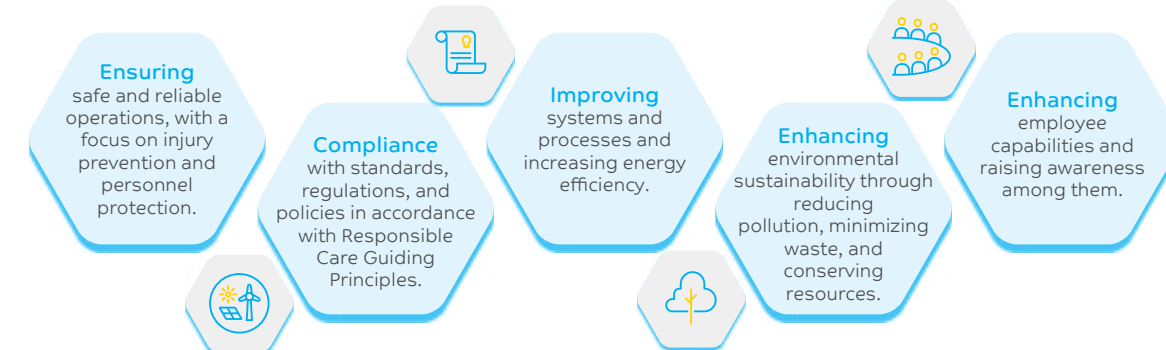 Ensuring
safe and reliable
operations, with a
focus on injury
prevention and
personnel
protection.
Compliance
with standards,
regulations, and
policies in accordance
with Responsible
Care Guiding
Principles.
Improving
systems and
processes and
increasing energy
efficiency.
Enhancing
environmental
sustainability through
reducing
pollution, minimizing
waste, and
conserving
resources.
Enhancing
employee
capabilities and
raising awareness
among them.